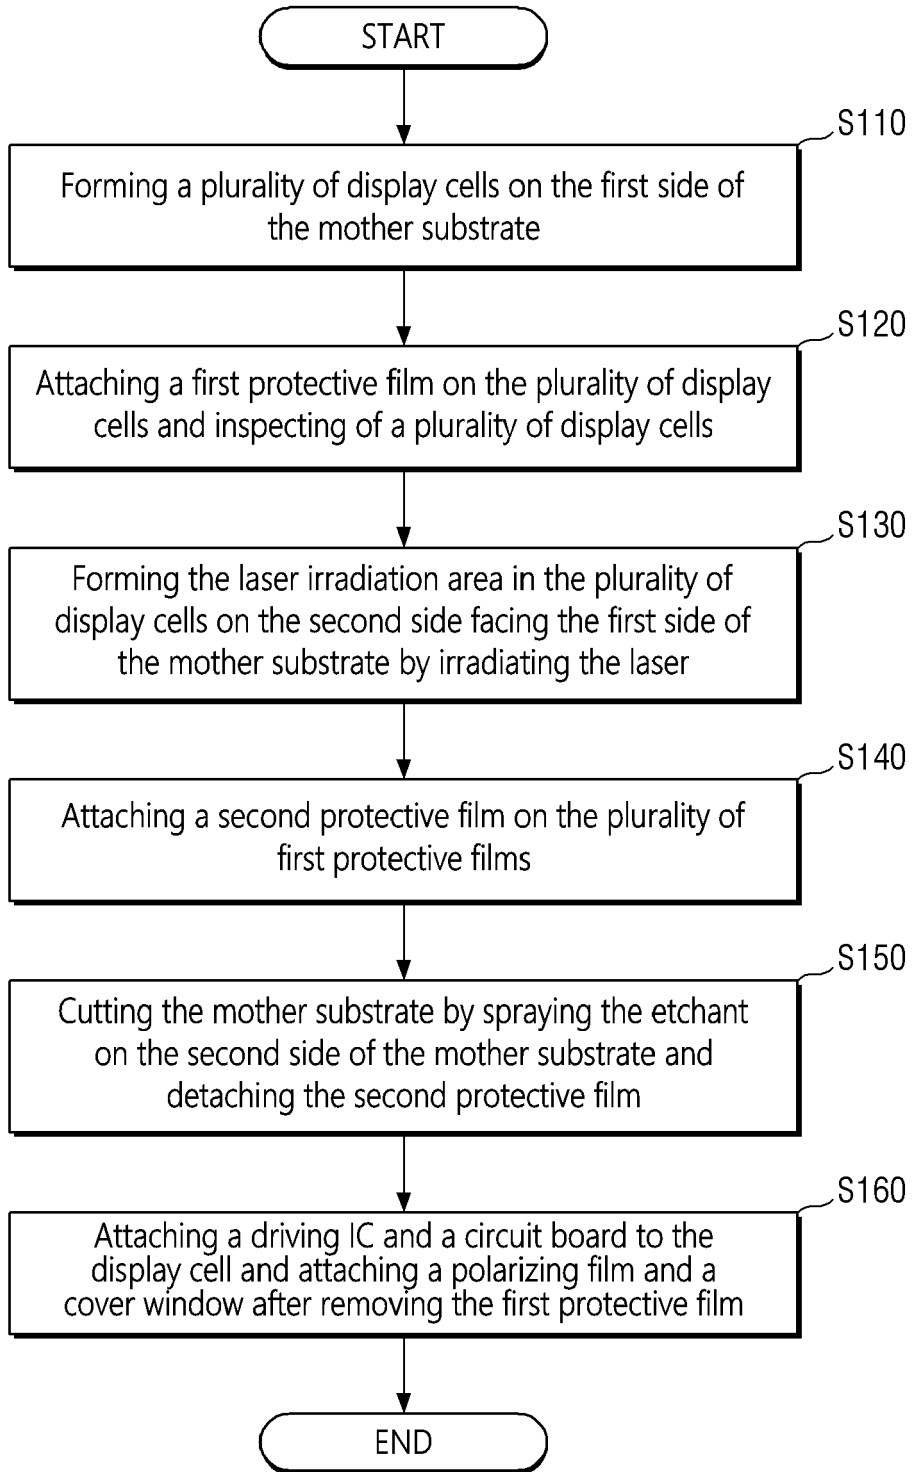 START
S110
Forming a plurality of display cells on the first side of
the mother substrate
S120
Attaching a first protective film on the plurality of display
cells and inspecting of a plurality of display cells
S130
Forming the laser irradiation area in the plurality of
display cells on the second side facing the first side of
the mother substrate by irradiating the laser
S140
Attaching a second protective film on the plurality of
first protective films
S150
Cutting the mother substrate by spraying the etchant
on the second side of the mother substrate and
detaching the second protective film
S160
Attaching a driving IC and a circuit board to the
display cell and attaching a polarizing film and a
cover window after removing the first protective film
END